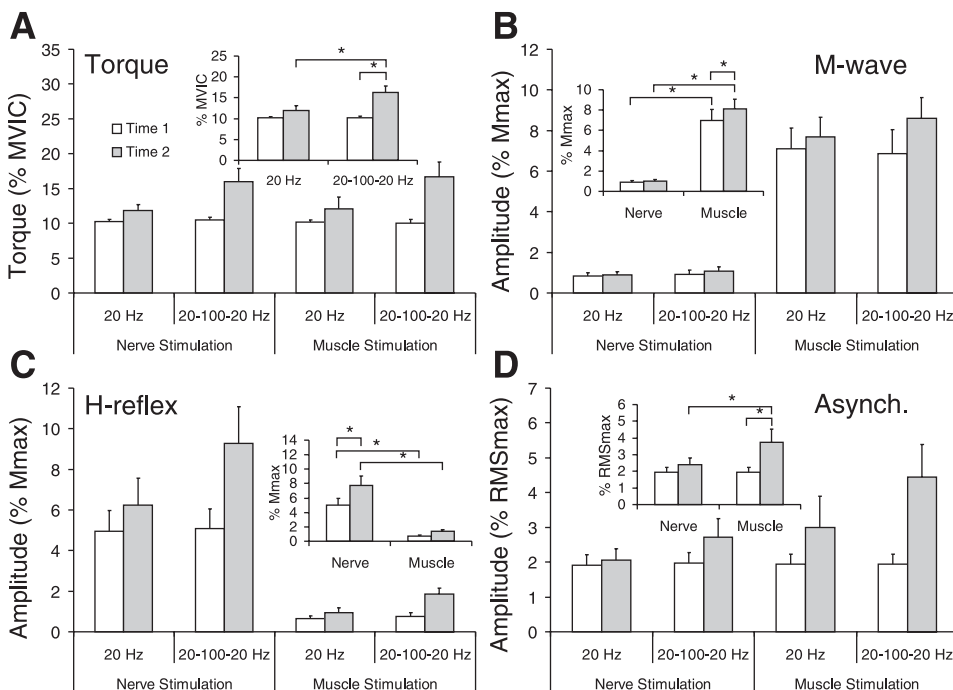 A
Torque
Torque (% MVIC)
35
30
25
20
15
10
5
0
Time 1
Time 2
% MVIC
25
20
15
10
5
0
*
*
20 Hz
20-100-20 Hz
20 Hz
20-100-20 Hz
20 Hz
20-100-20 Hz
Nerve Stimulation
Muscle Stimulation
B
M-wave
Amplitude (% Mmax)
12
10
8
6
4
2
0
% Mmax
10
8
6
4
2
0
*
*
*
Nerve
Muscle
20 Hz
20-100-20 Hz
20 Hz
20-100-20 Hz
Nerve Stimulation
Muscle Stimulation
C
H-reflex
Amplitude (% Mmax)
12
10
8
6
4
2
0
% Mmax
14
12
10
8
6
4
2
0
*
*
*
Nerve
Muscle
20 Hz
20-100-20 Hz
20 Hz
20-100-20 Hz
Nerve Stimulation
Muscle Stimulation
D
Asynch.
Amplitude (% RMSmax)
7
6
5
4
3
2
1
0
% RMSmax
6
5
4
3
2
1
0
*
*
Nerve
Muscle
20 Hz
20-100-20 Hz
20 Hz
20-100-20 Hz
Nerve Stimulation
Muscle Stimulation